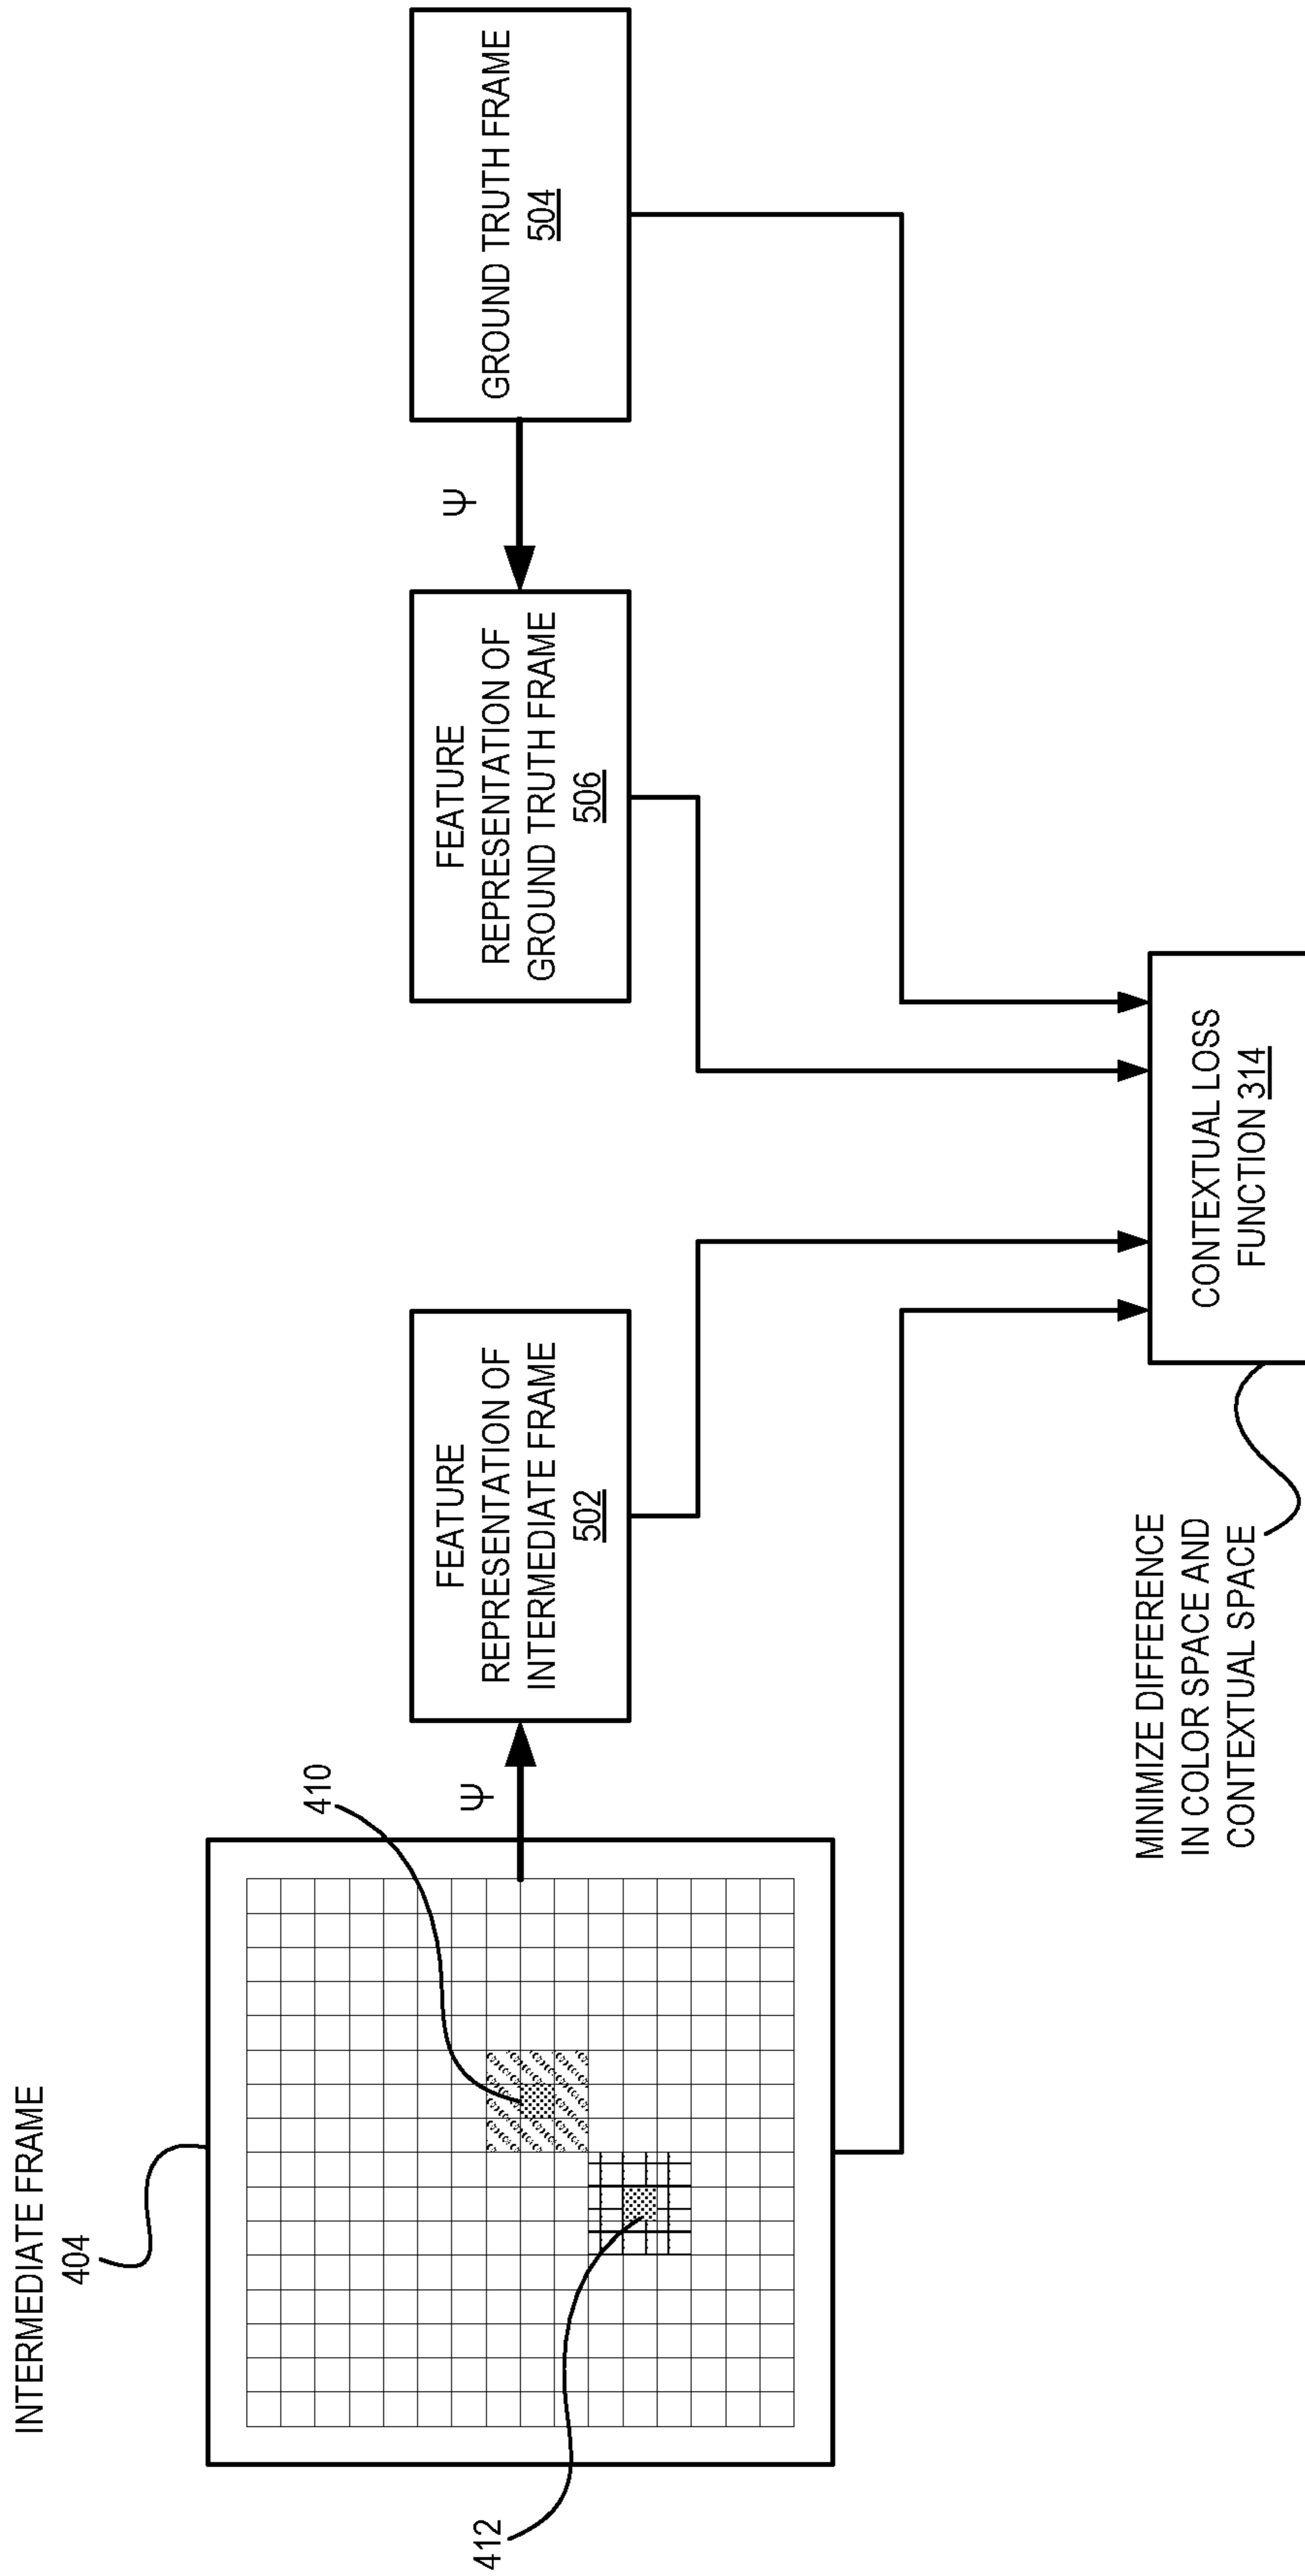 INTERMEDIATE FRAME
404
410
412
Ψ
FEATURE
REPRESENTATION OF
INTERMEDIATE FRAME
502
FEATURE
REPRESENTATION OF
GROUND TRUTH FRAME
506
Ψ
GROUND TRUTH FRAME
504
MINIMIZE DIFFERENCE
IN COLOR SPACE AND
CONTEXTUAL SPACE
CONTEXTUAL LOSS
FUNCTION 314